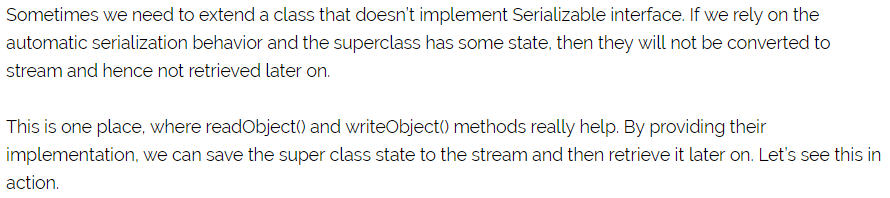 Sometimes we need to extend a class that doesn't implement Serializable interface. If we rely on the
automatic serialization behavior and the superclass has some state, then they will not be converted to
stream and hence not retrieved later on.
This is one place, where readObject() and writeObject() methods really help. By providing their
implementation, we can save the super class state to the stream and then retrieve it later on. Let's see this in
action.